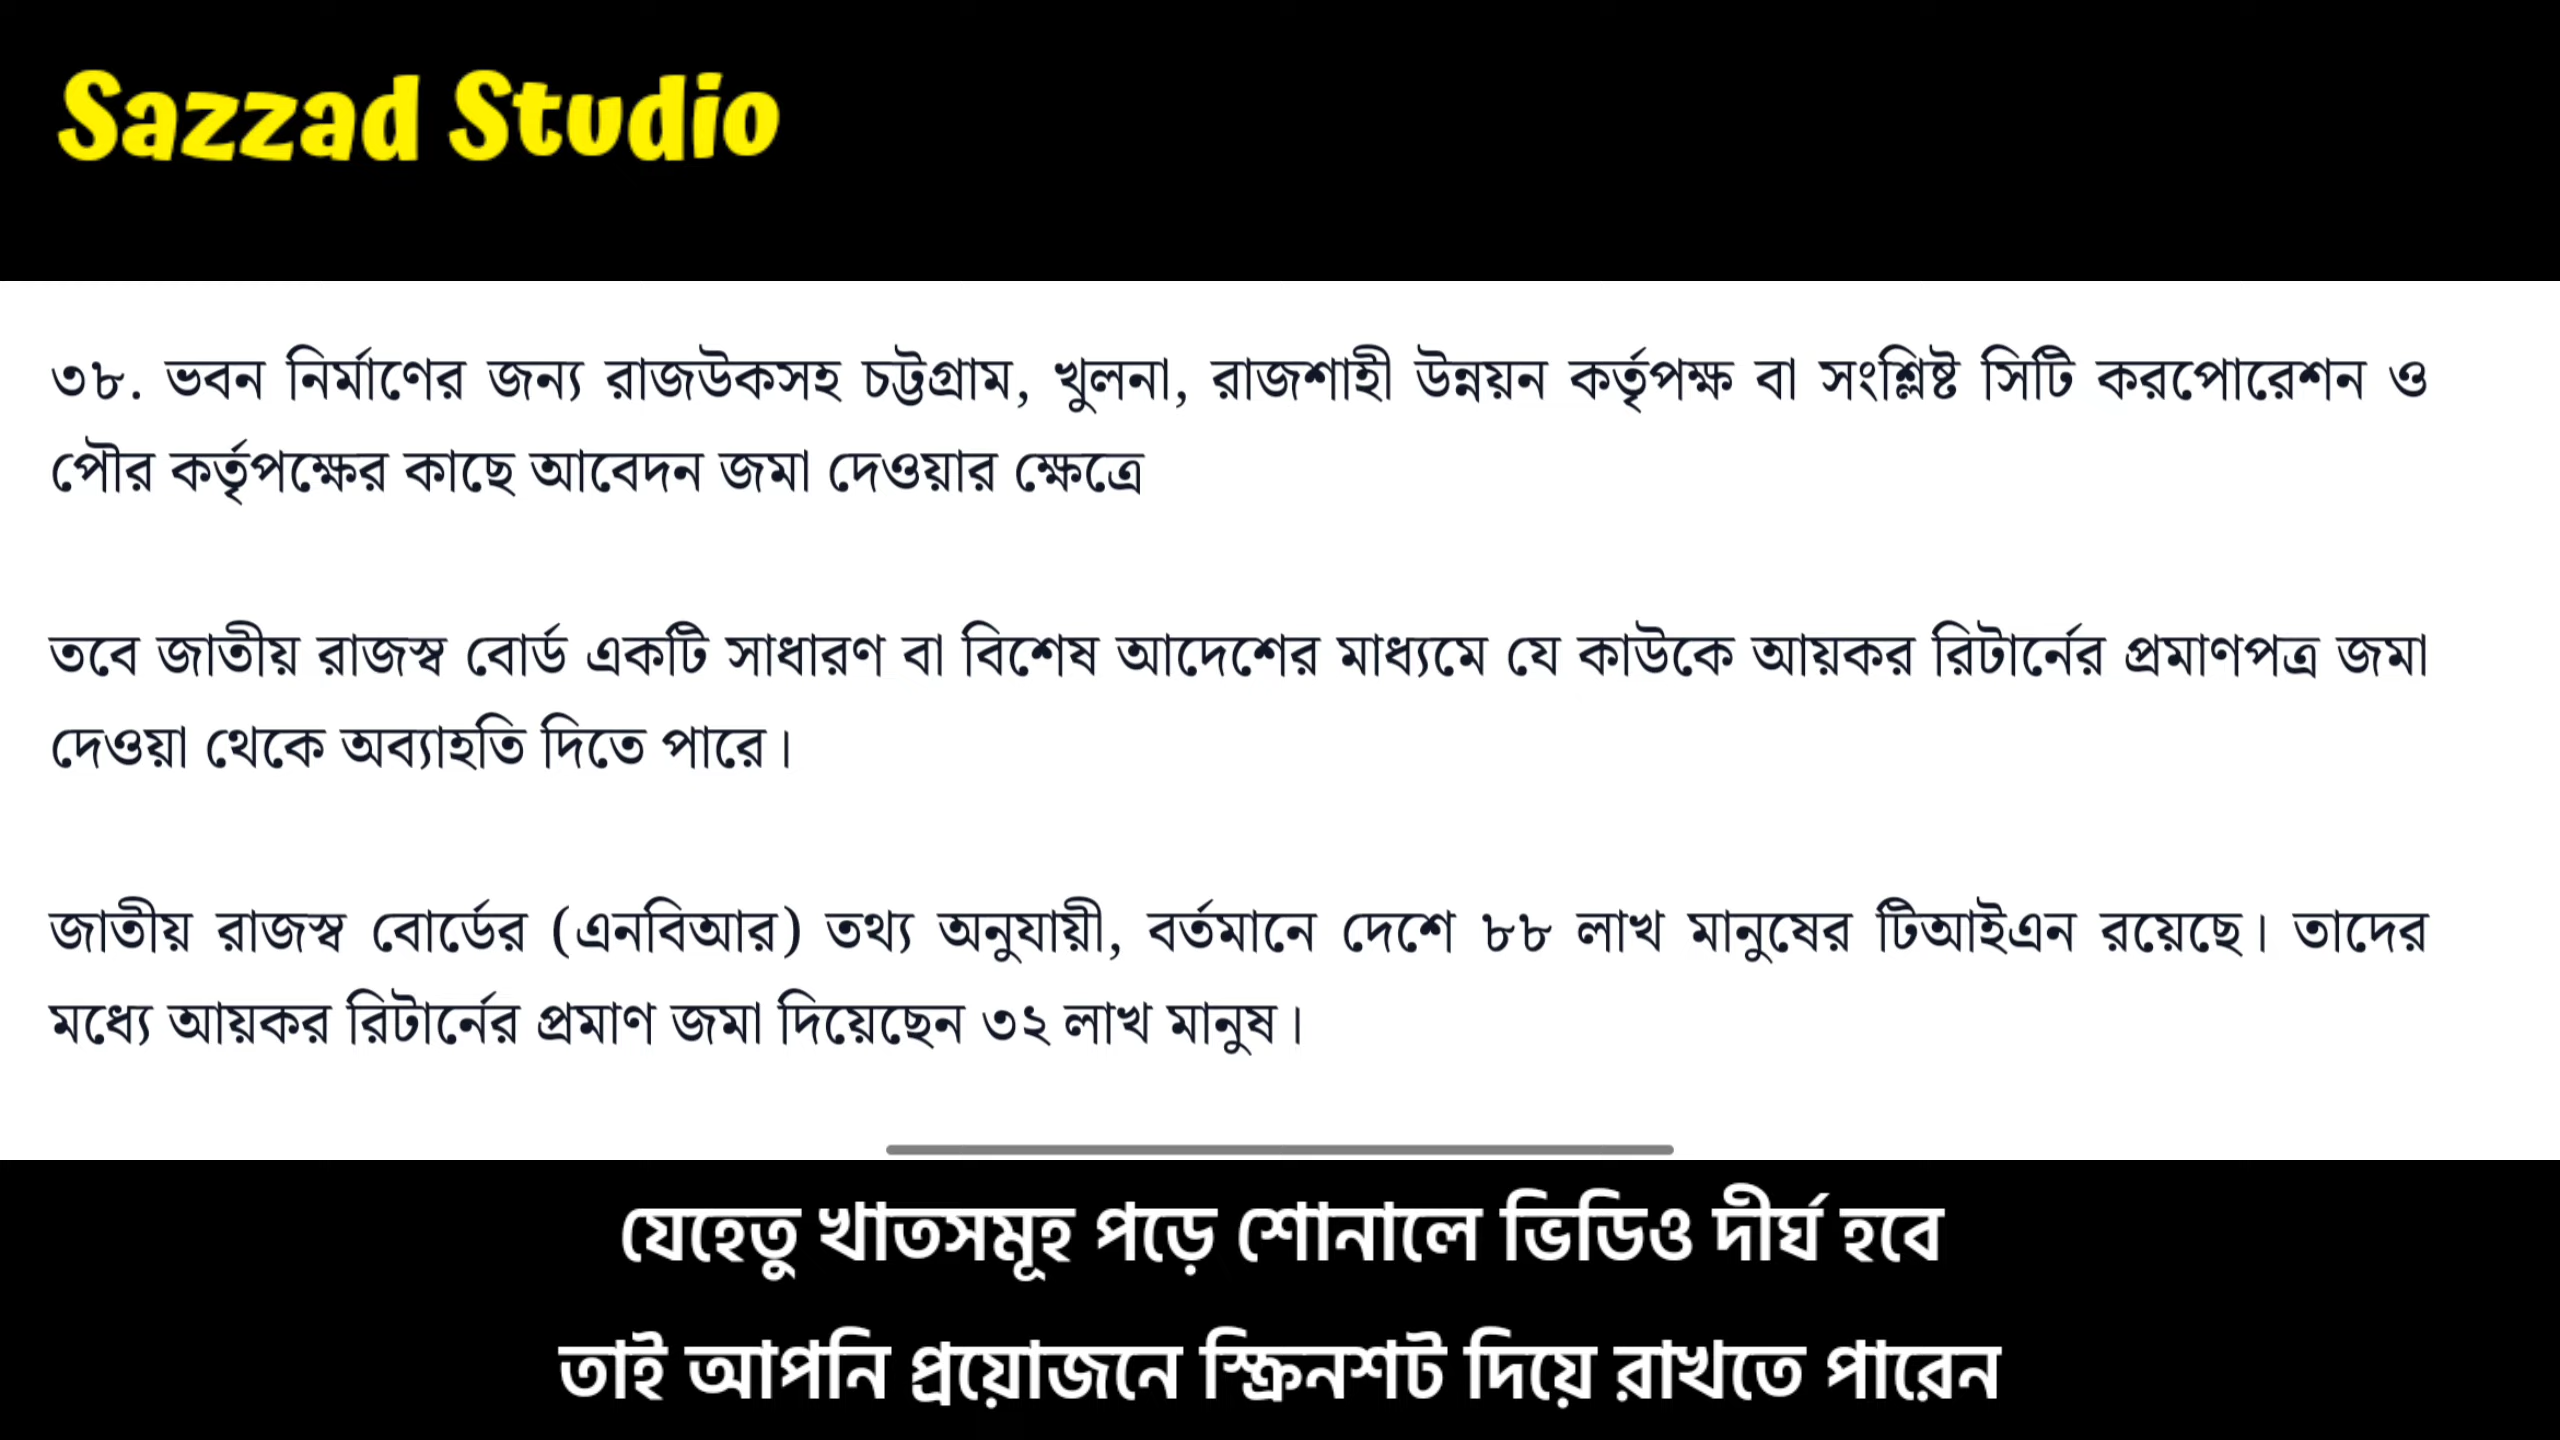 Sazzad Studio
৩৮. ভবন নির্মাণের জন্য রাজউকসহ চট্টগ্রাম, খুলনা, রাজশাহী উন্নয়ন কর্তৃপক্ষ বা সংশ্লিষ্ট সিটি করপোরেশন ও
পৌর কর্তৃপক্ষের কাছে আবেদন জমা দেওয়ার ক্ষেত্রে
তবে জাতীয় রাজস্ব বোর্ড একটি সাধারণ বা বিশেষ আদেশের মাধ্যমে যে কাউকে আয়কর রিটার্নের প্রমাণপত্র জমা
দেওয়া থেকে অব্যাহতি দিতে পারে।
জাতীয় রাজস্ব বোর্ডের (এনবিআর) তথ্য অনুযায়ী, বর্তমানে দেশে ৮৮ লাখ মানুষের টিআইএন রয়েছে। তাদের
মধ্যে আয়কর রিটার্নের প্রমাণ জমা দিয়েছেন ৩২ লাখ মানুষ।
যেহেতু খাতসমূহ পড়ে শোনালে ভিডিও দীর্ঘ হবে
তাই আপনি প্রয়োজনে স্ক্রিনশট দিয়ে রাখতে পারেন